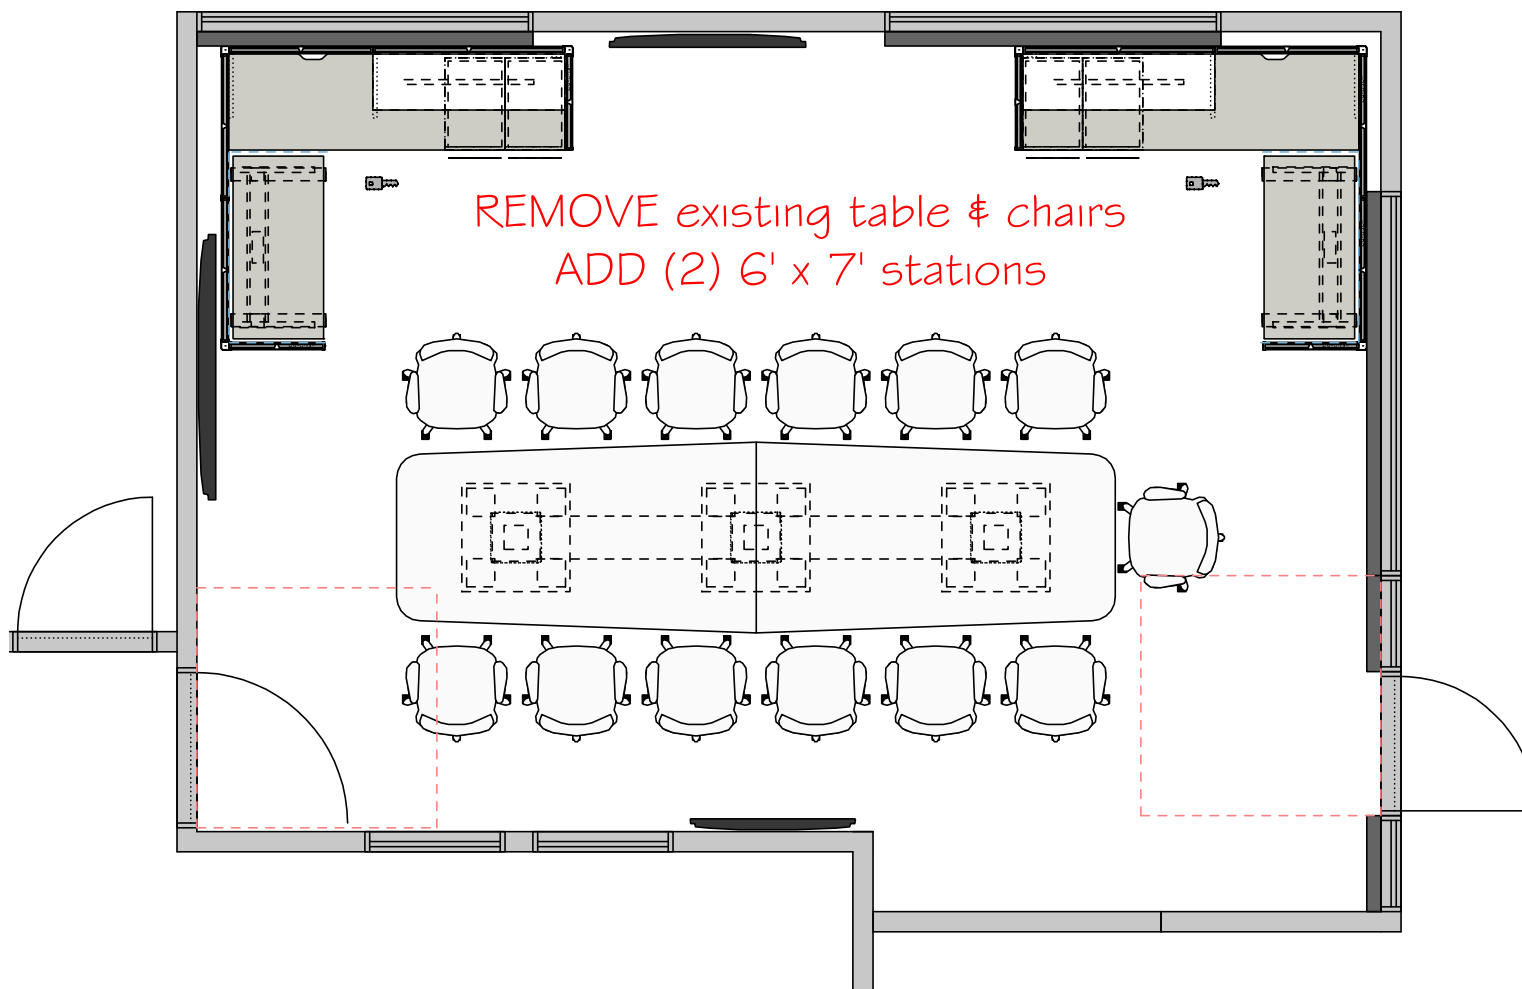 REMOVE existing table & chairs
ADD (2) 6' x 7' stations